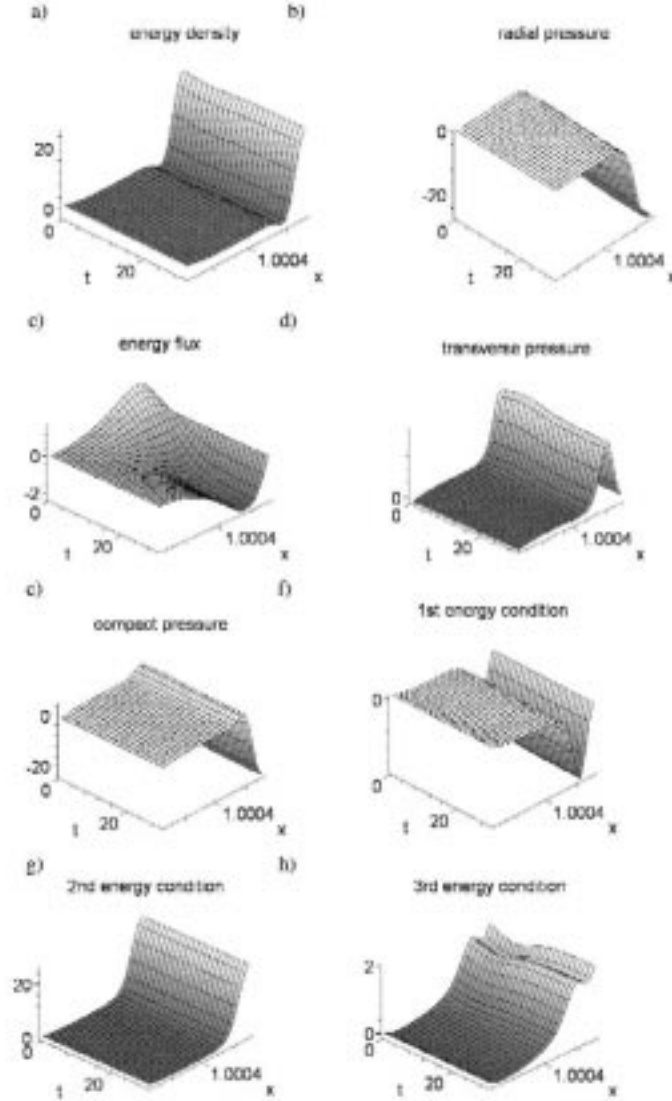 a)
energy density
20
0
0
t
20
1.0004
x
b)
radial pressure
0
-20
0
t
20
1.0004
x
c)
energy flux
0
-2
0
t
20
1.0004
x
d)
transverse pressure
0
0
t
20
1.0004
x
e)
compact pressure
0
-20
0
t
20
1.0004
x
f)
1st energy condition
0
0
t
20
1.0004
x
g)
2nd energy condition
20
0
0
t
20
1.0004
x
h)
3rd energy condition
2
0
0
t
20
1.0004
x